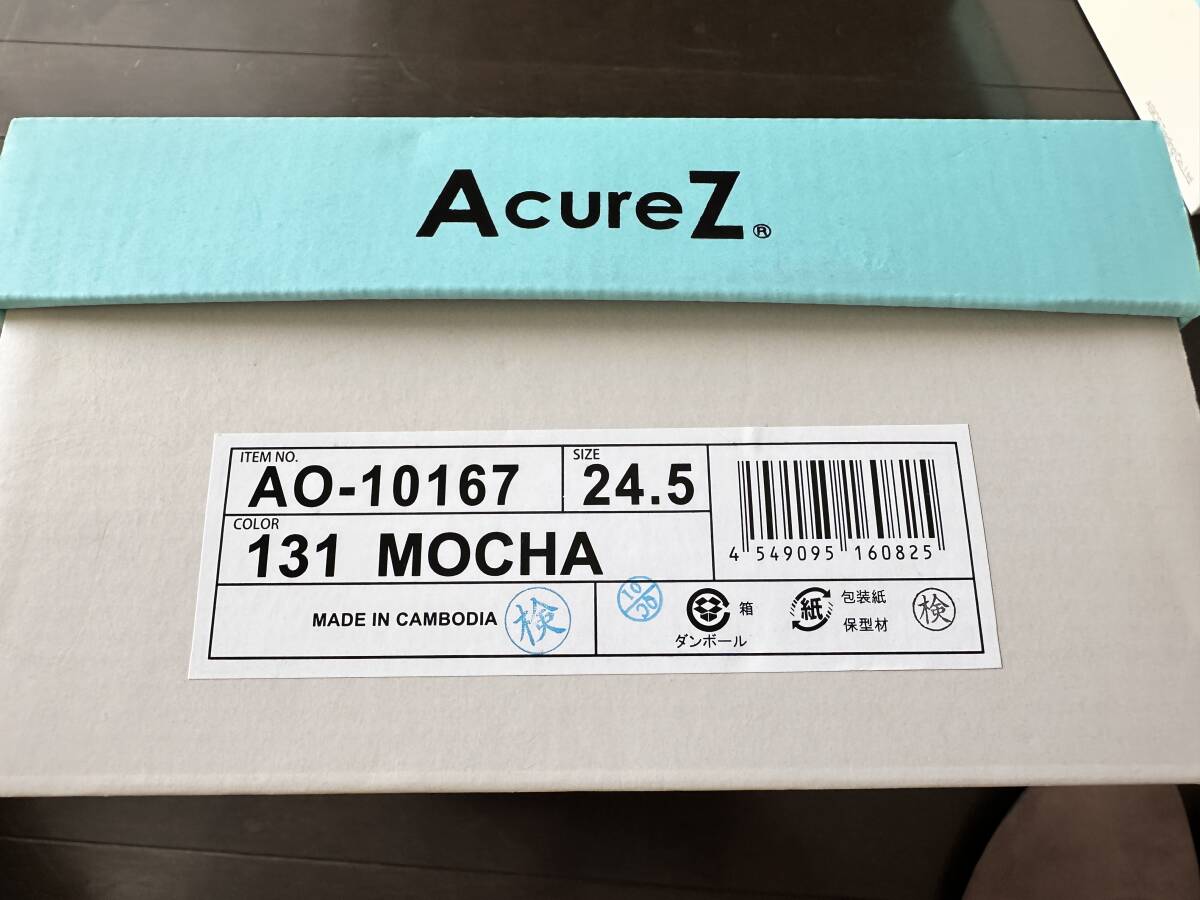 AcureZ®
ITEM NO.
AO-10167
SIZE
24.5
COLOR
131 MOCHA
4 549095 160825
MADE IN CAMBODIA
検
箱
ダンボール
紙
包装紙
保型材
検